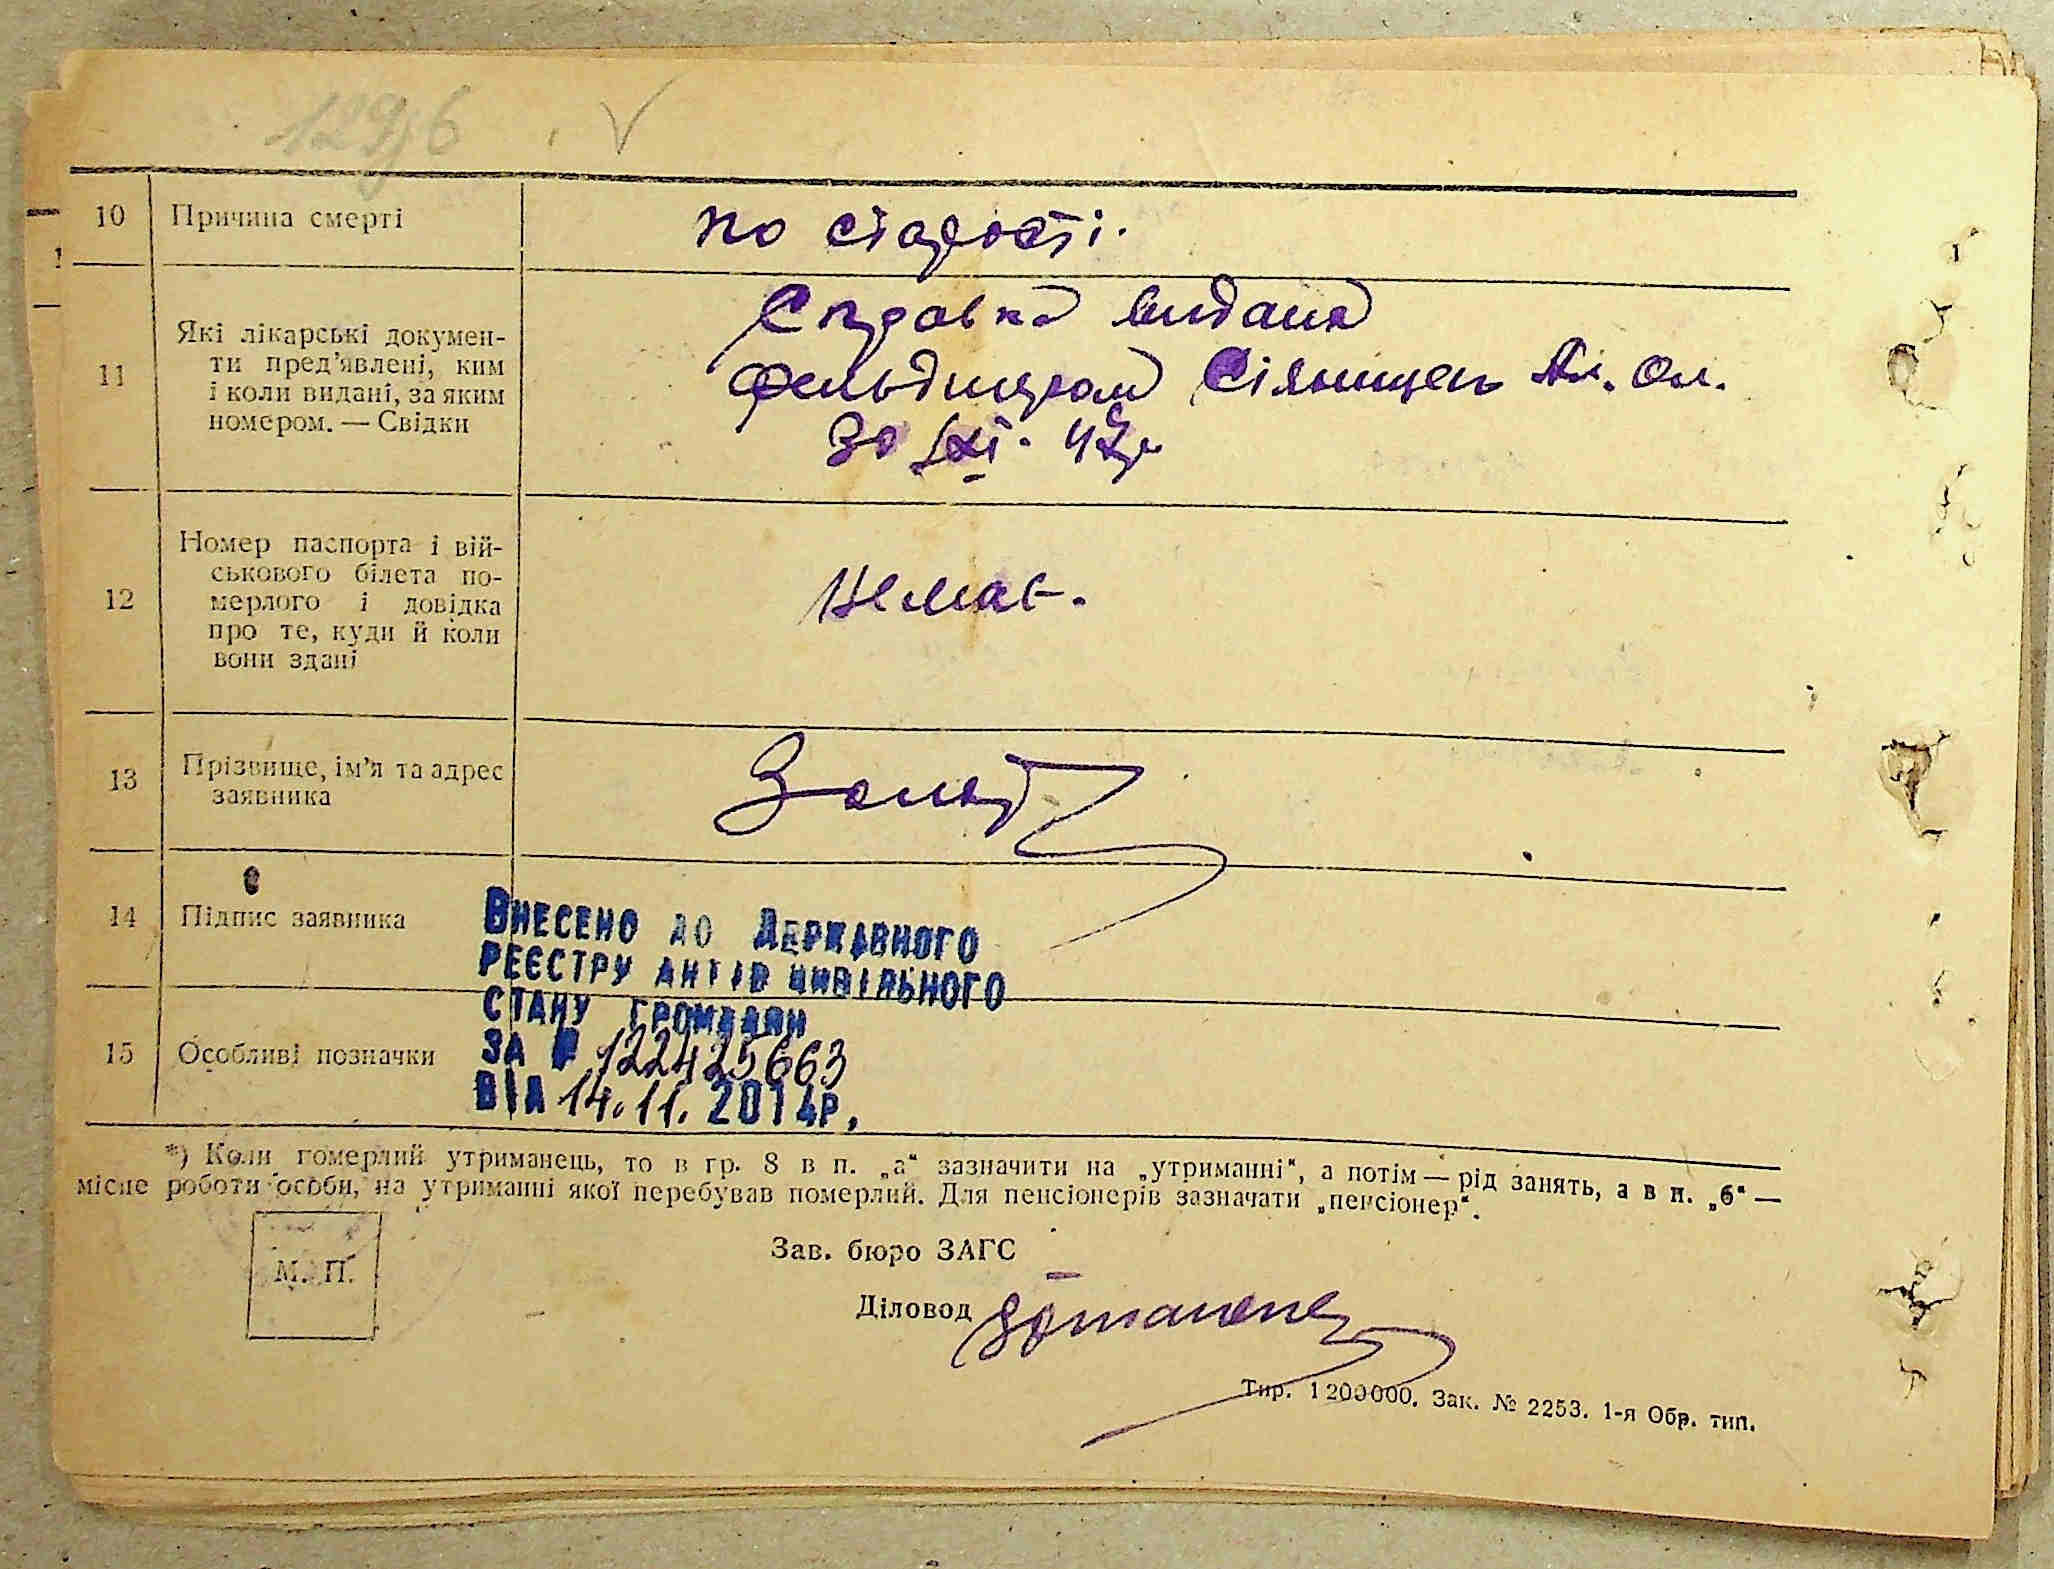 10 Причина смерті по старості.
11 Які лікарські докумен-
ти пред'явлені, ким
і коли видані, за яким
номером. — Свідки
Справка видана
фельдшером Ол.
30 XI. 47р
12 Номер паспорта і вій-
ськового білета по-
мерлого і довідка
про те, куди й коли
вони здані
Немає.
13 Прізвище, ім'я та адрес
заявника
14 Підпис заявника
15 Особливі позначки
ВНЕСЕНО ДО ДЕРЖАВНОГО
РЕЄСТРУ АКТІВ ЦИВІЛЬНОГО
СТАНУ ГРОМАДЯН
ЗА № 122425663
ВІД 14.11.2014р.
*) Коли померлий утриманець, то в гр. 8 в п. „а“ зазначити на „утриманні“, а потім — рід занять, а в п. „б“ —
місце роботи особи, на утриманні якої перебував померлий. Для пенсіонерів зазначати „пенсіонер“.
М. П.
Зав. бюро ЗАГС
Діловод
Тир. 1200000. Зак. № 2253. 1-я Обр. тип.